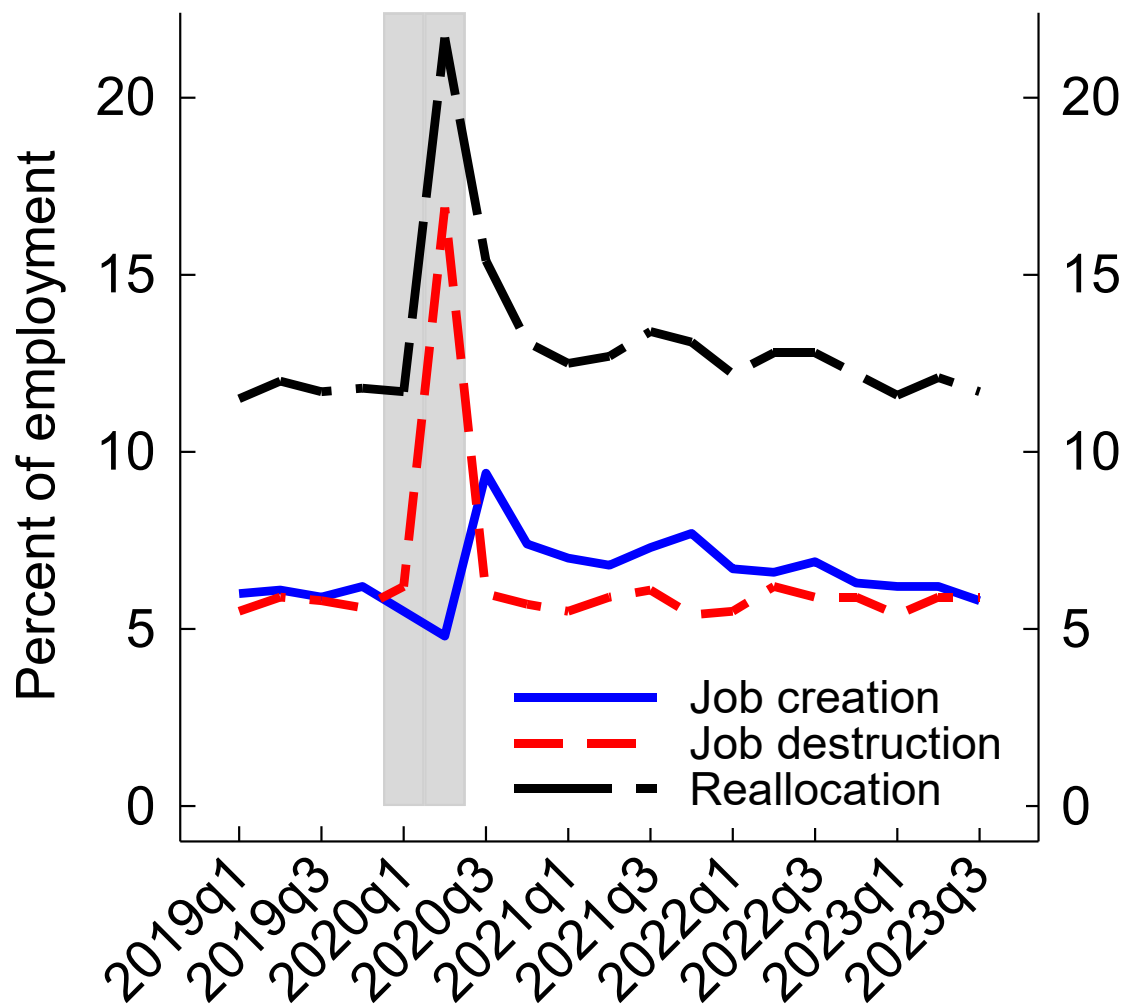 Percent of employment
20
15
10
5
0
20
15
10
5
0
Job creation
Job destruction
Reallocation
2019q1
2019q3
2020q1
2020q3
2021q1
2021q3
2022q1
2022q3
2023q1
2023q3